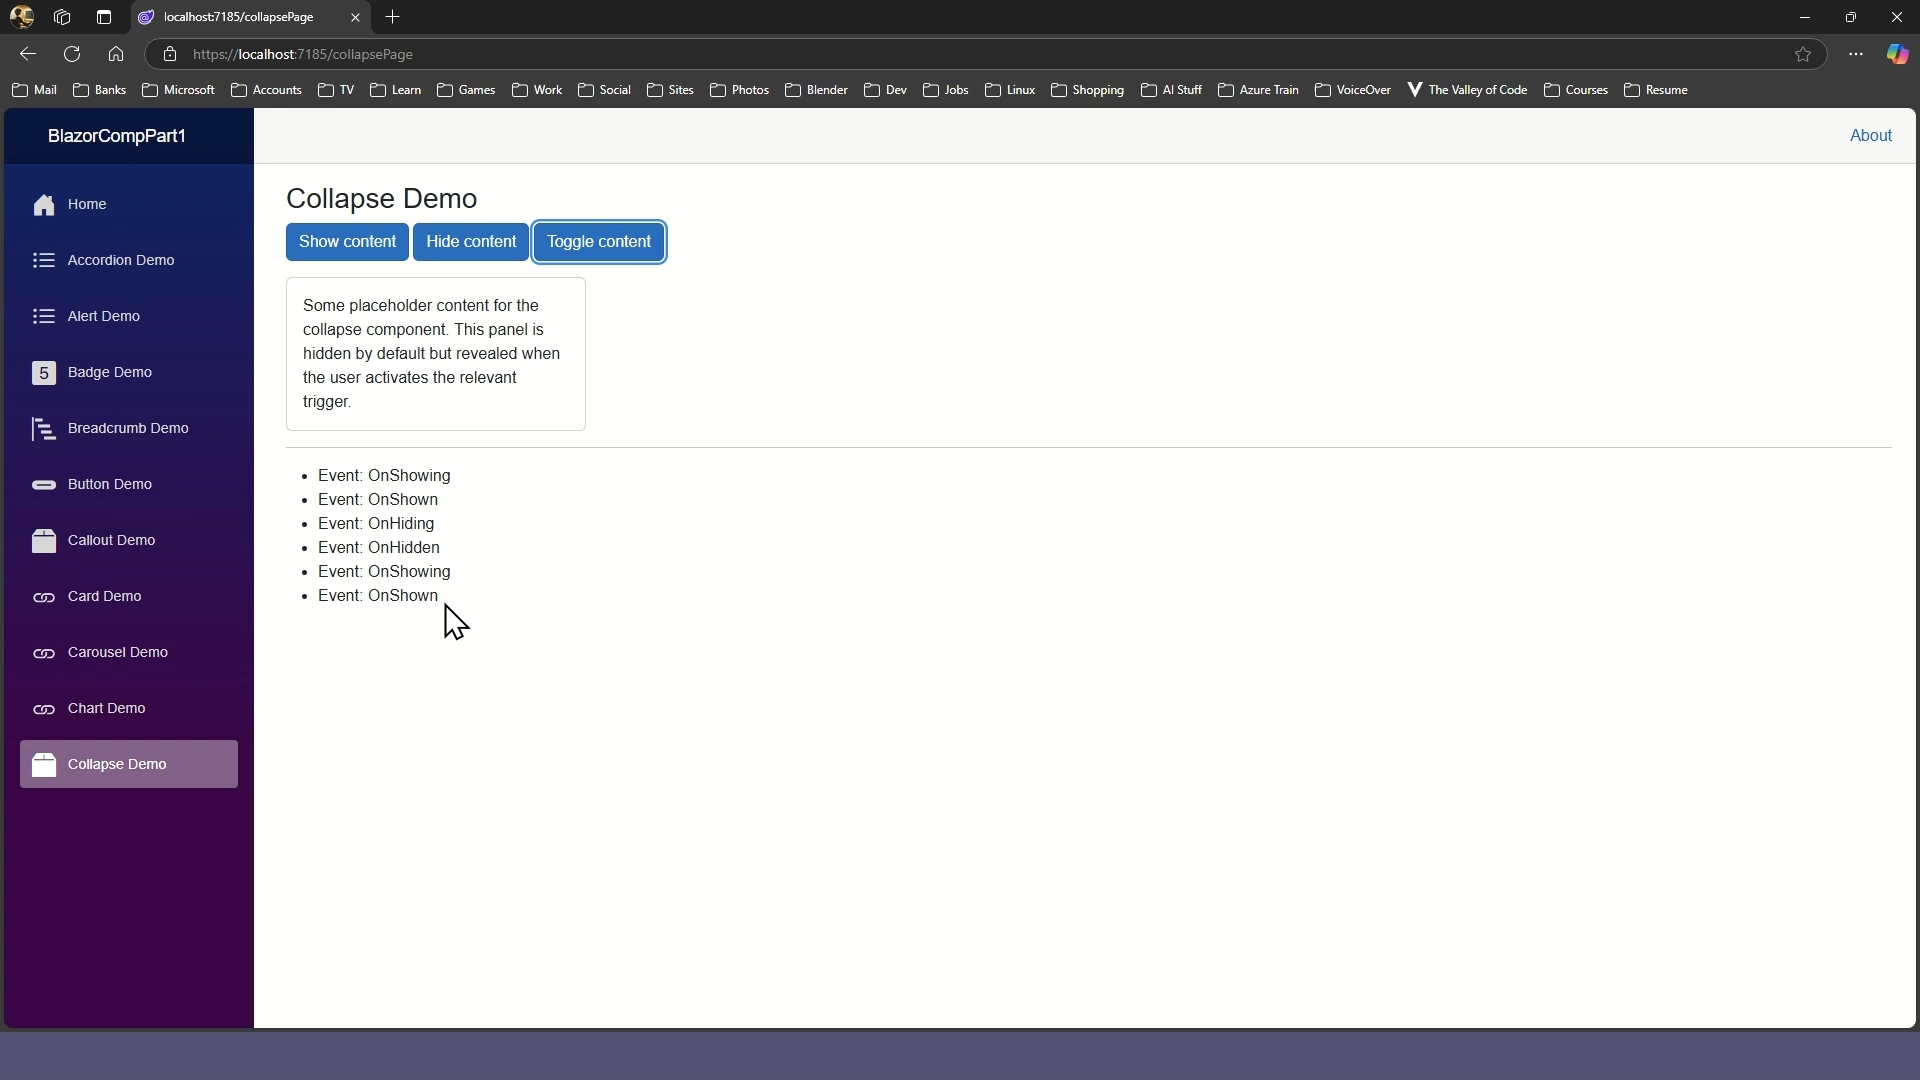 localhost:7185/collapsePage
https://localhost:7185/collapsePage
Mail Banks Microsoft Accounts TV Learn Games Work Social Sites Photos Blender Dev Jobs Linux Shopping AI Stuff Azure Train VoiceOver The Valley of Code Courses Resume
BlazorCompPart1
About
Home
Accordion Demo
Alert Demo
5 Badge Demo
Breadcrumb Demo
Button Demo
Callout Demo
Card Demo
Carousel Demo
Chart Demo
Collapse Demo
Collapse Demo
Show content Hide content Toggle content
Some placeholder content for the
collapse component. This panel is
hidden by default but revealed when
the user activates the relevant
trigger.
• Event: OnShowing
• Event: OnShown
• Event: OnHiding
• Event: OnHidden
• Event: OnShowing
• Event: OnShown